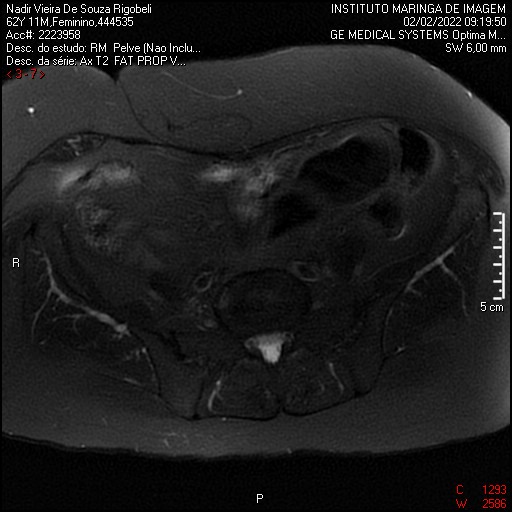 Nadir Vieira De Souza Rigobeli
62Y 11M,Feminino,444535
Acc#: 2223958
Desc. do estudo: RM Pelve (Nao Inclu...
Desc. da série: Ax T2 FAT PROP V...
< 3 - 7 >
INSTITUTO MARINGA DE IMAGEM
02/02/2022 09:19:50
GE MEDICAL SYSTEMS Optima M...
SW 6,00 mm
R
5 cm
P
C 1293
W 2586